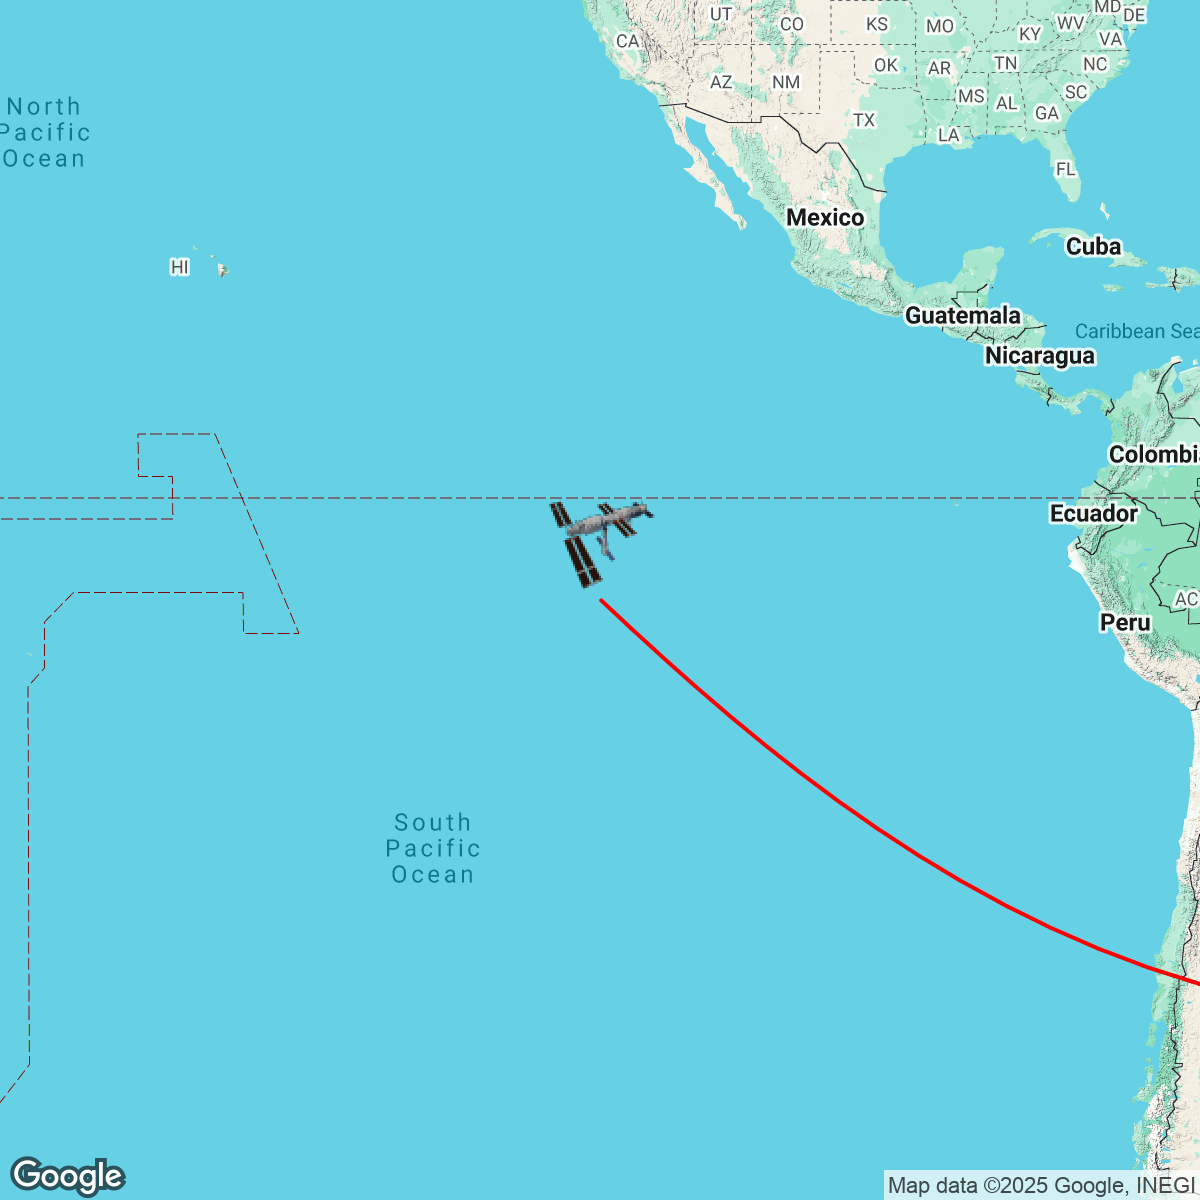 MD
DE
UT
CO
KS
MO
WV
KY
VA
CA
OK
TN
NC
AZ
NM
AR
SC
MS
AL
GA
North
Pacific
Ocean
TX
LA
FL
Mexico
Cuba
HI
Guatemala
Caribbean Sea
Nicaragua
Colombia
Ecuador
AC
Peru
South
Pacific
Ocean
Google
Map data ©2025 Google, INEGI